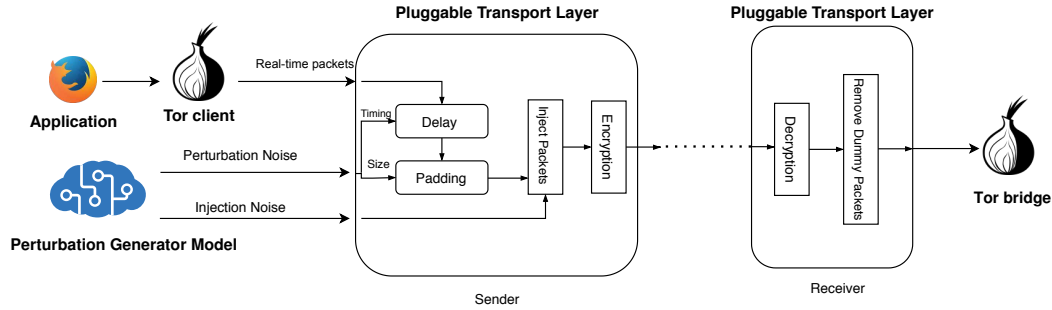 Pluggable Transport Layer
Pluggable Transport Layer
Real-time packets
Application
Tor client
Timing
Delay
Perturbation Noise
Size
Padding
Injection Noise
Perturbation Generator Model
Inject Packets
Encryption
Decryption
Remove Dummy Packets
Tor bridge
Sender
Receiver